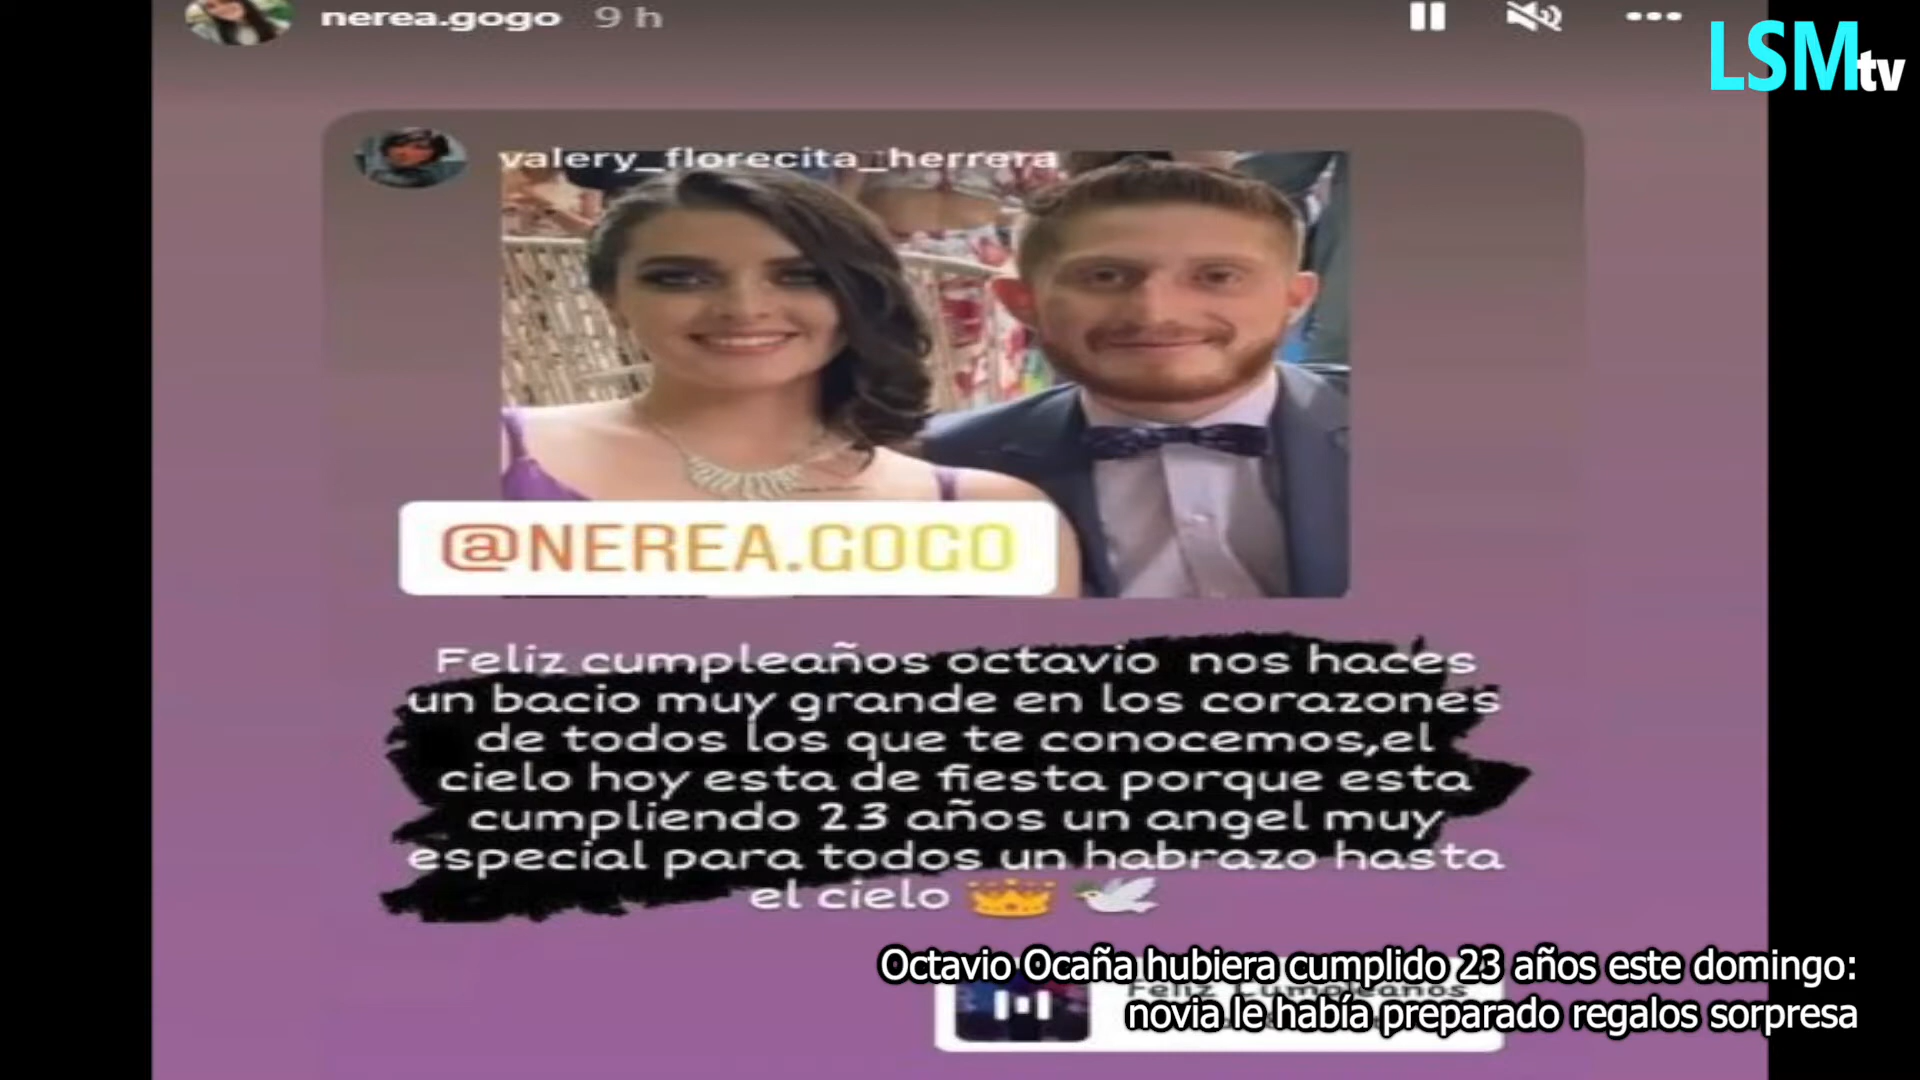 nerea.gogo 9 h
LSMtv
valery_florecita_herrera
@NEREA.GOGO
Feliz cumpleaños octavio nos haces
un bacio muy grande en los corazones
de todos los que te conocemos,el
cielo hoy esta de fiesta porque esta
cumpliendo 23 años un angel muy
especial para todos un habrazo hasta
el cielo 👑 🕊️
Octavio Ocaña hubiera cumplido 23 años este domingo:
Feliz Cumpleaños
novia le había preparado regalos sorpresa